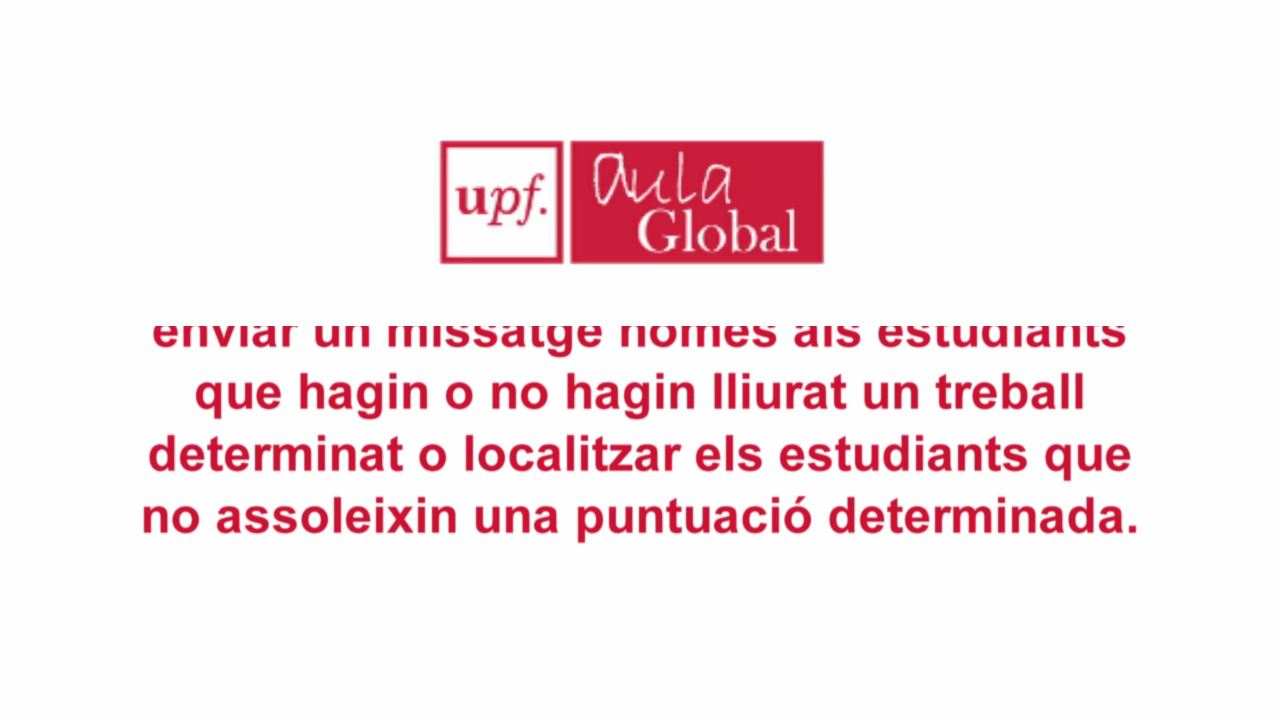 upf.
aula
Global
enviar un missatge només als estudiants
que hagin o no hagin lliurat un treball
determinat o localitzar els estudiants que
no assoleixin una puntuació determinada.